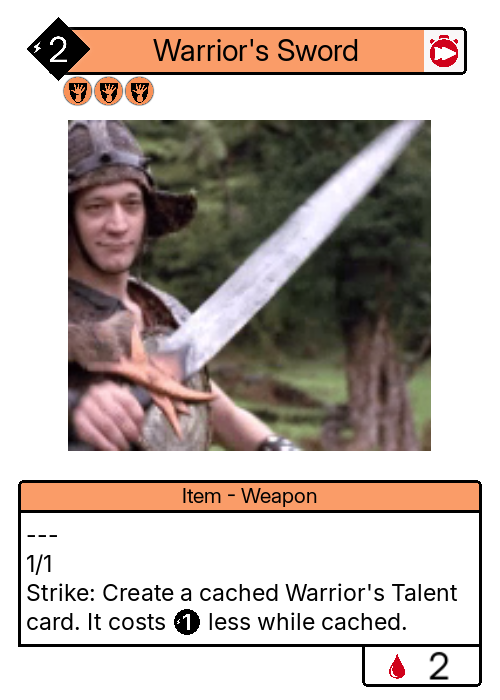 2
Warrior's Sword
Item - Weapon
---
1/1
Strike: Create a cached Warrior's Talent
card. It costs 1 less while cached.
2